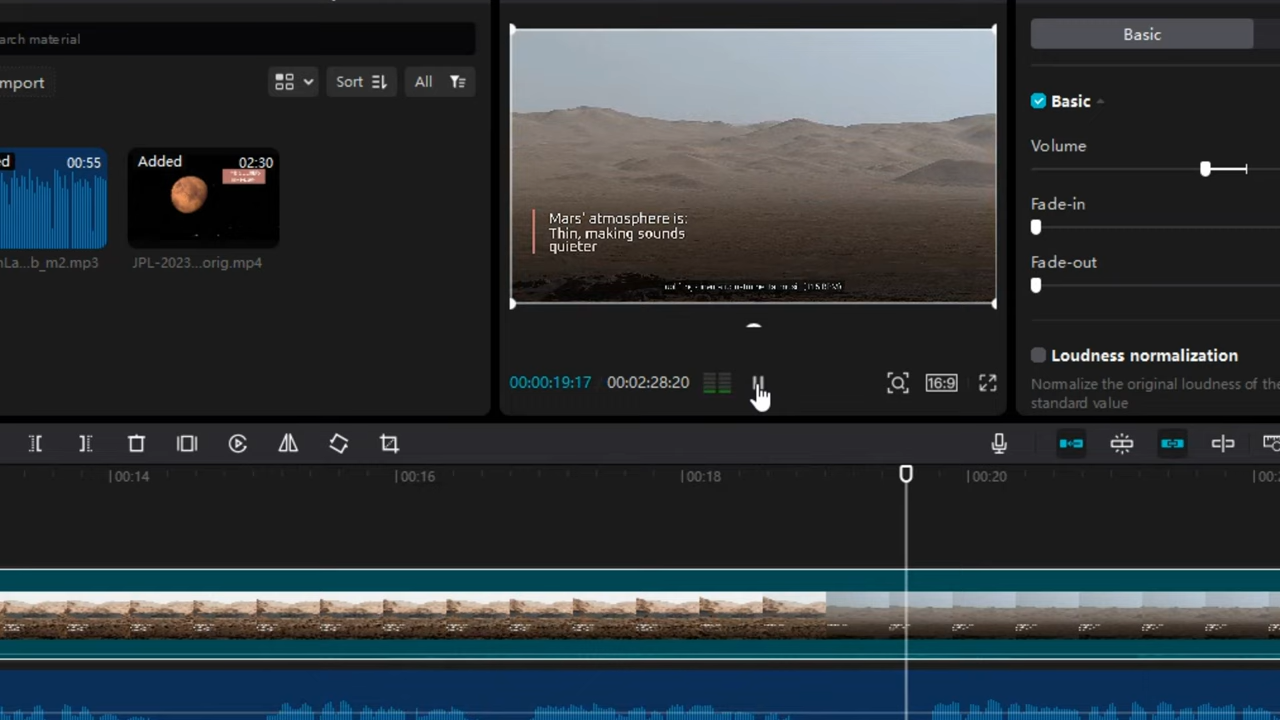 arch material
mport
Sort
All
ed
00:55
Added
02:30
nLa...b_m2.mp3
JPL-2023...orig.mp4
Mars' atmosphere is:
Thin, making sounds
quieter
00:00:19:17
00:02:28:20
16:9
Basic
Basic
Volume
Fade-in
Fade-out
Loudness normalization
Normalize the original loudness of the
standard value
00:14
00:16
00:18
00:20
00:2